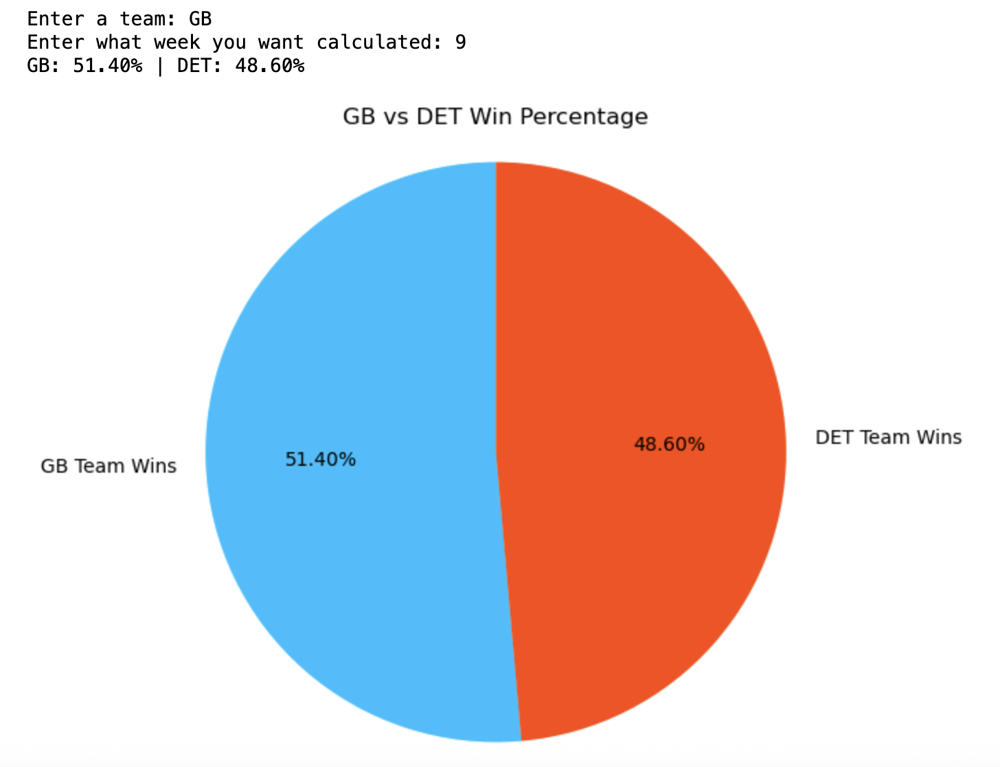 Enter a team: GB
Enter what week you want calculated: 9
GB: 51.40% | DET: 48.60%
GB vs DET Win Percentage
48.60%
DET Team Wins
GB Team Wins
51.40%